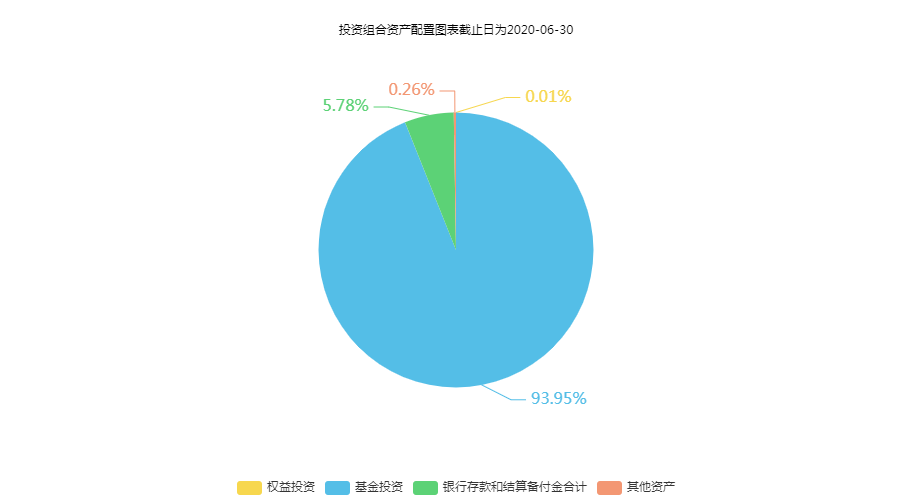 投资组合资产配置图表截止日为2020-06-30
0.26%
0.01%
5.78%
93.95%
权益投资 基金投资 银行存款和结算备付金合计 其他资产